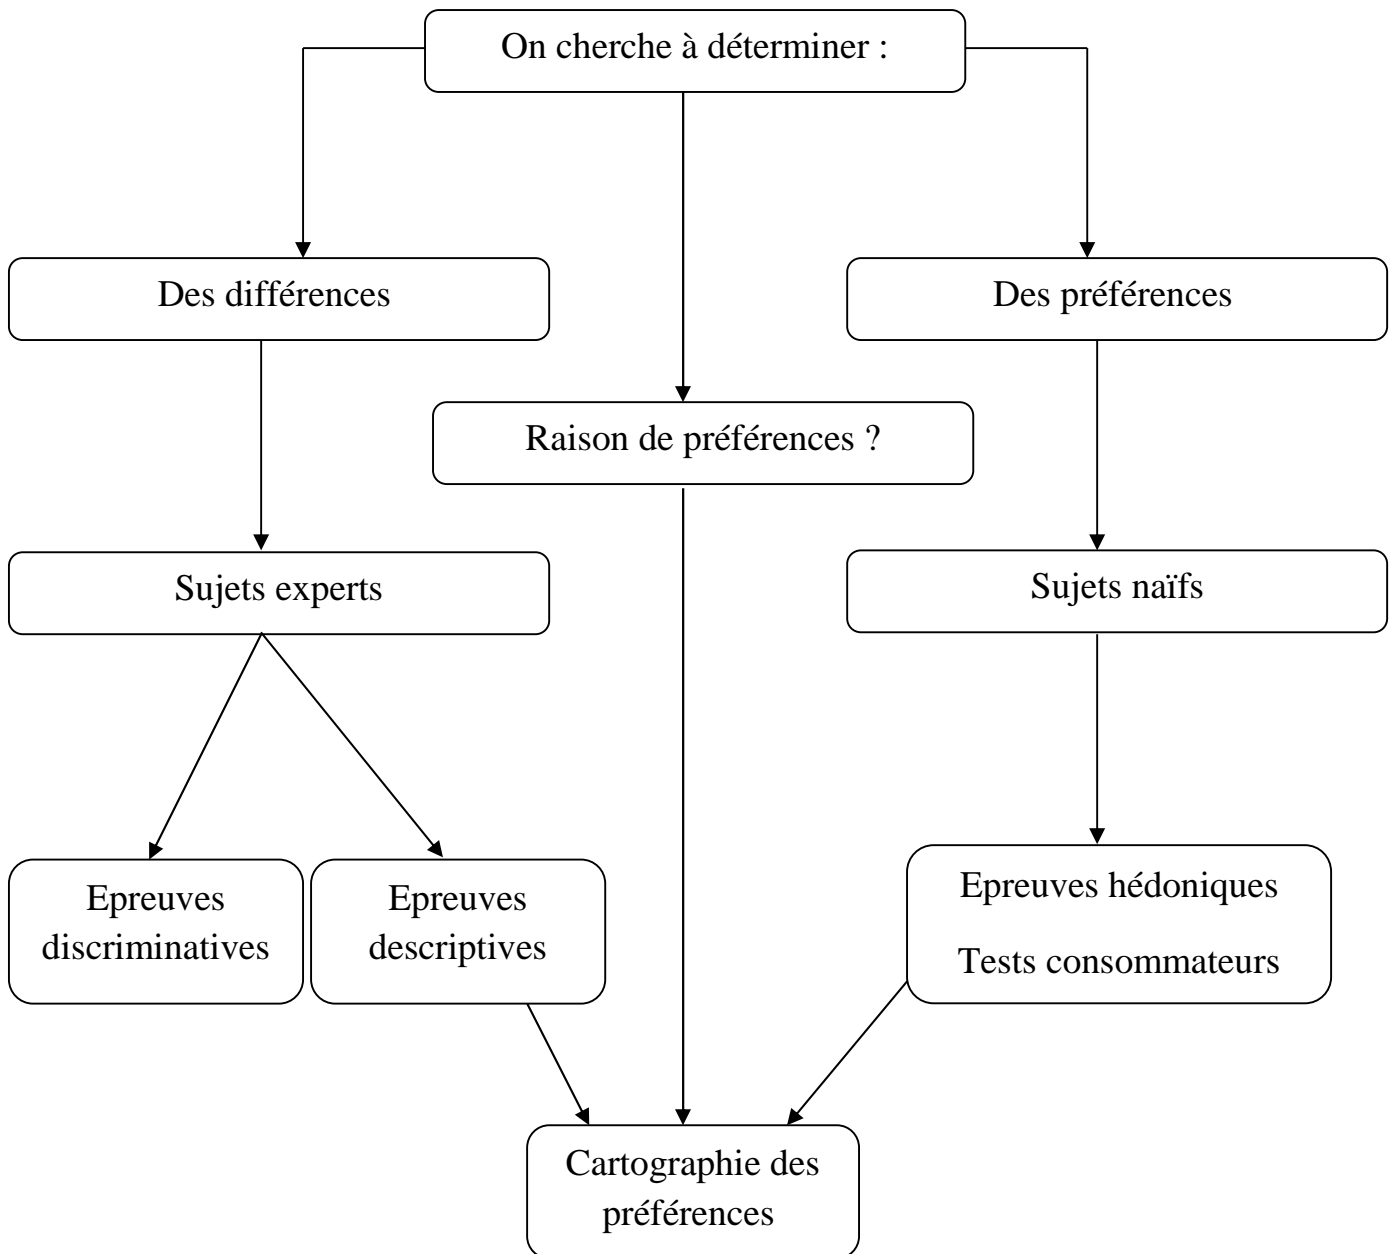 On cherche à déterminer :
Des différences
Des préférences
Raison de préférences ?
Sujets experts
Sujets naïfs
Epreuves
discriminatives
Epreuves
descriptives
Epreuves hédoniques
Tests consommateurs
Cartographie des
préférences